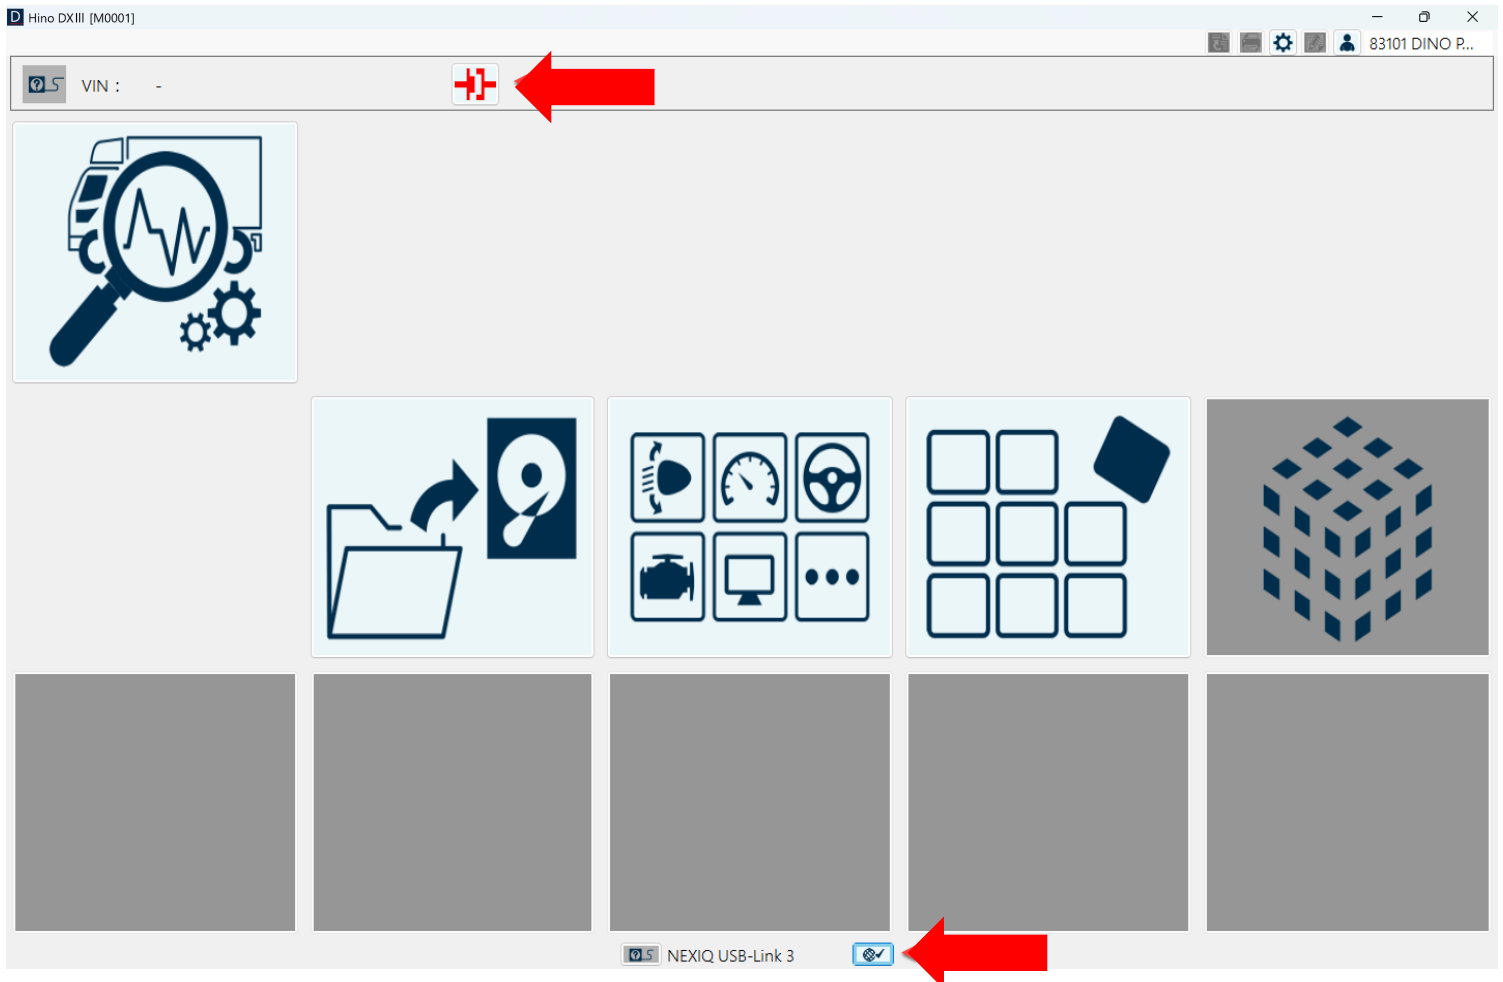 D Hino DXIII [M0001]
83101 DINO P...
? S VIN : -
? S NEXIQ USB-Link 3